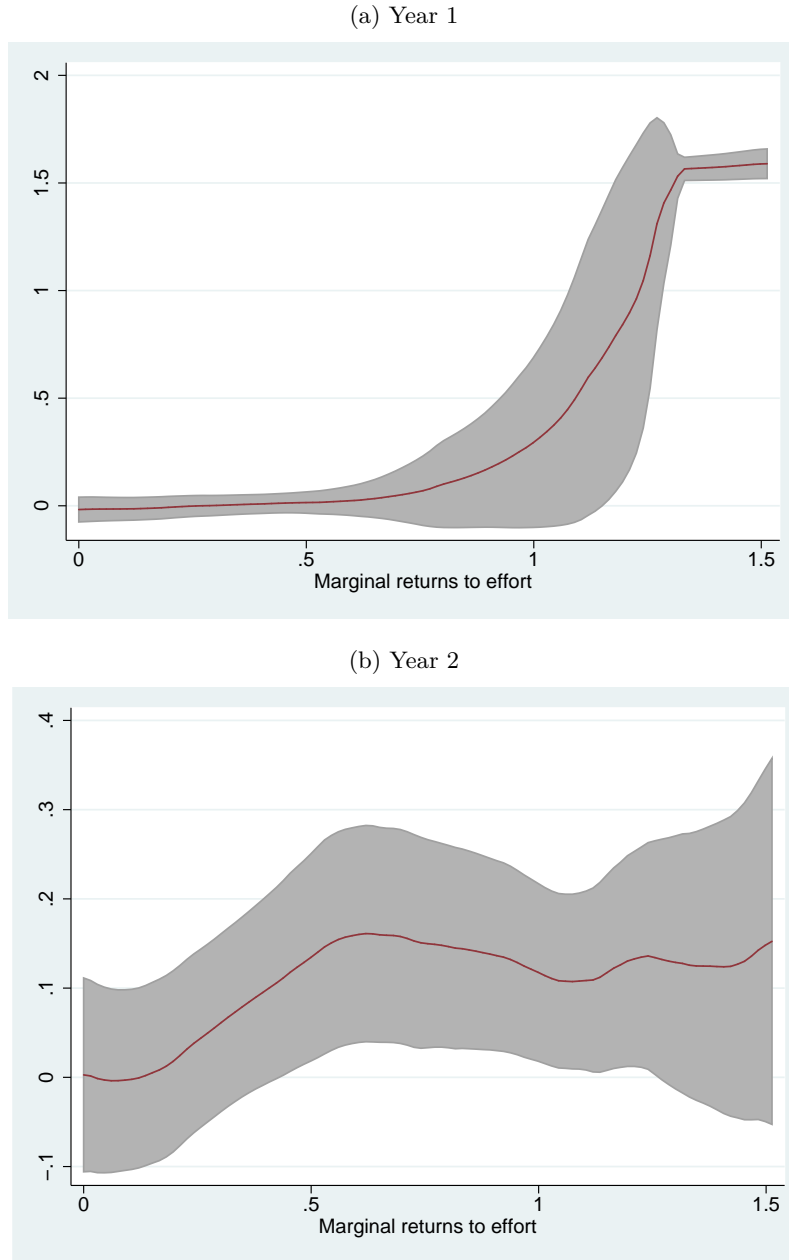 (a) Year 1
2
1.5
1
.5
0
0 .5 1 1.5
Marginal returns to effort
(b) Year 2
.4
.3
.2
.1
0
-.1
0 .5 1 1.5
Marginal returns to effort